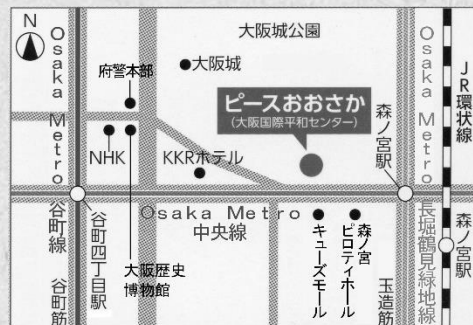 N
大阪城公園
Osaka Metro
谷町線
府警本部
大阪城
ピースおおさか
(大阪国際平和センター)
NHK
KKRホテル
森ノ宮駅
Osaka Metro
長堀鶴見緑地線
JR環状線
Osaka Metro
中央線
谷町四丁目駅
谷町筋
大阪歴史
博物館
キューズモール
森ノ宮
ピロティホール
玉造筋
森ノ宮駅